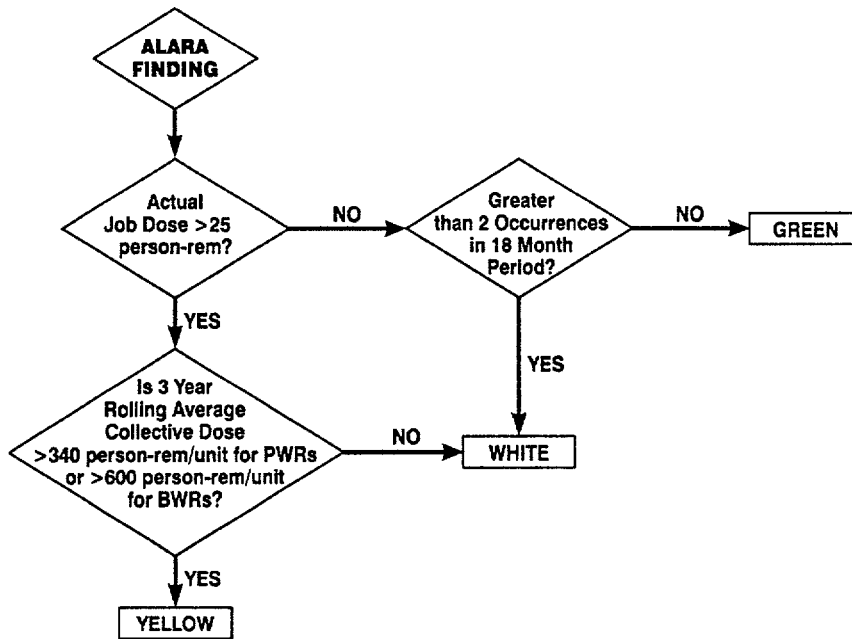 ALARA
FINDING
Actual
Job Dose >25
person-rem?
NO
Greater
than 2 Occurrences
in 18 Month
Period?
NO
GREEN
YES
YES
Is 3 Year
Rolling Average
Collective Dose
>340 person-rem/unit for PWRs
or >600 person-rem/unit
for BWRs?
NO
WHITE
YES
YELLOW